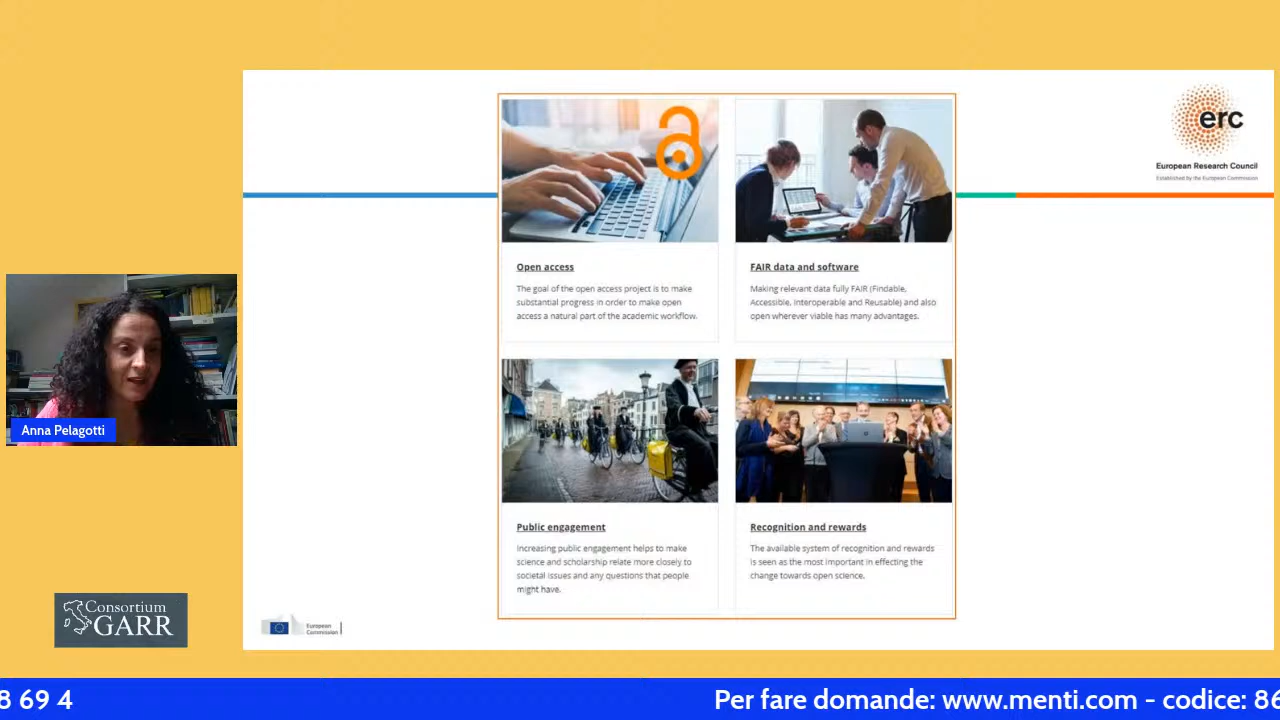 erc
European Research Council
Established by the European Commission
Open access
The goal of the open access project is to make
substantial progress in order to make open
access a natural part of the academic workflow.
FAIR data and software
Making relevant data fully FAIR (Findable,
Accessible, Interoperable and Reusable) and also
open wherever viable has many advantages.
Anna Pelagotti
Public engagement
Increasing public engagement helps to make
science and scholarship relate more closely to
societal issues and any questions that people
might have.
Recognition and rewards
The available system of recognition and rewards
is seen as the most important in effecting the
change towards open science.
Consortium
GARR
European
Commission
8 69 4
Per fare domande: www.menti.com - codice: 86